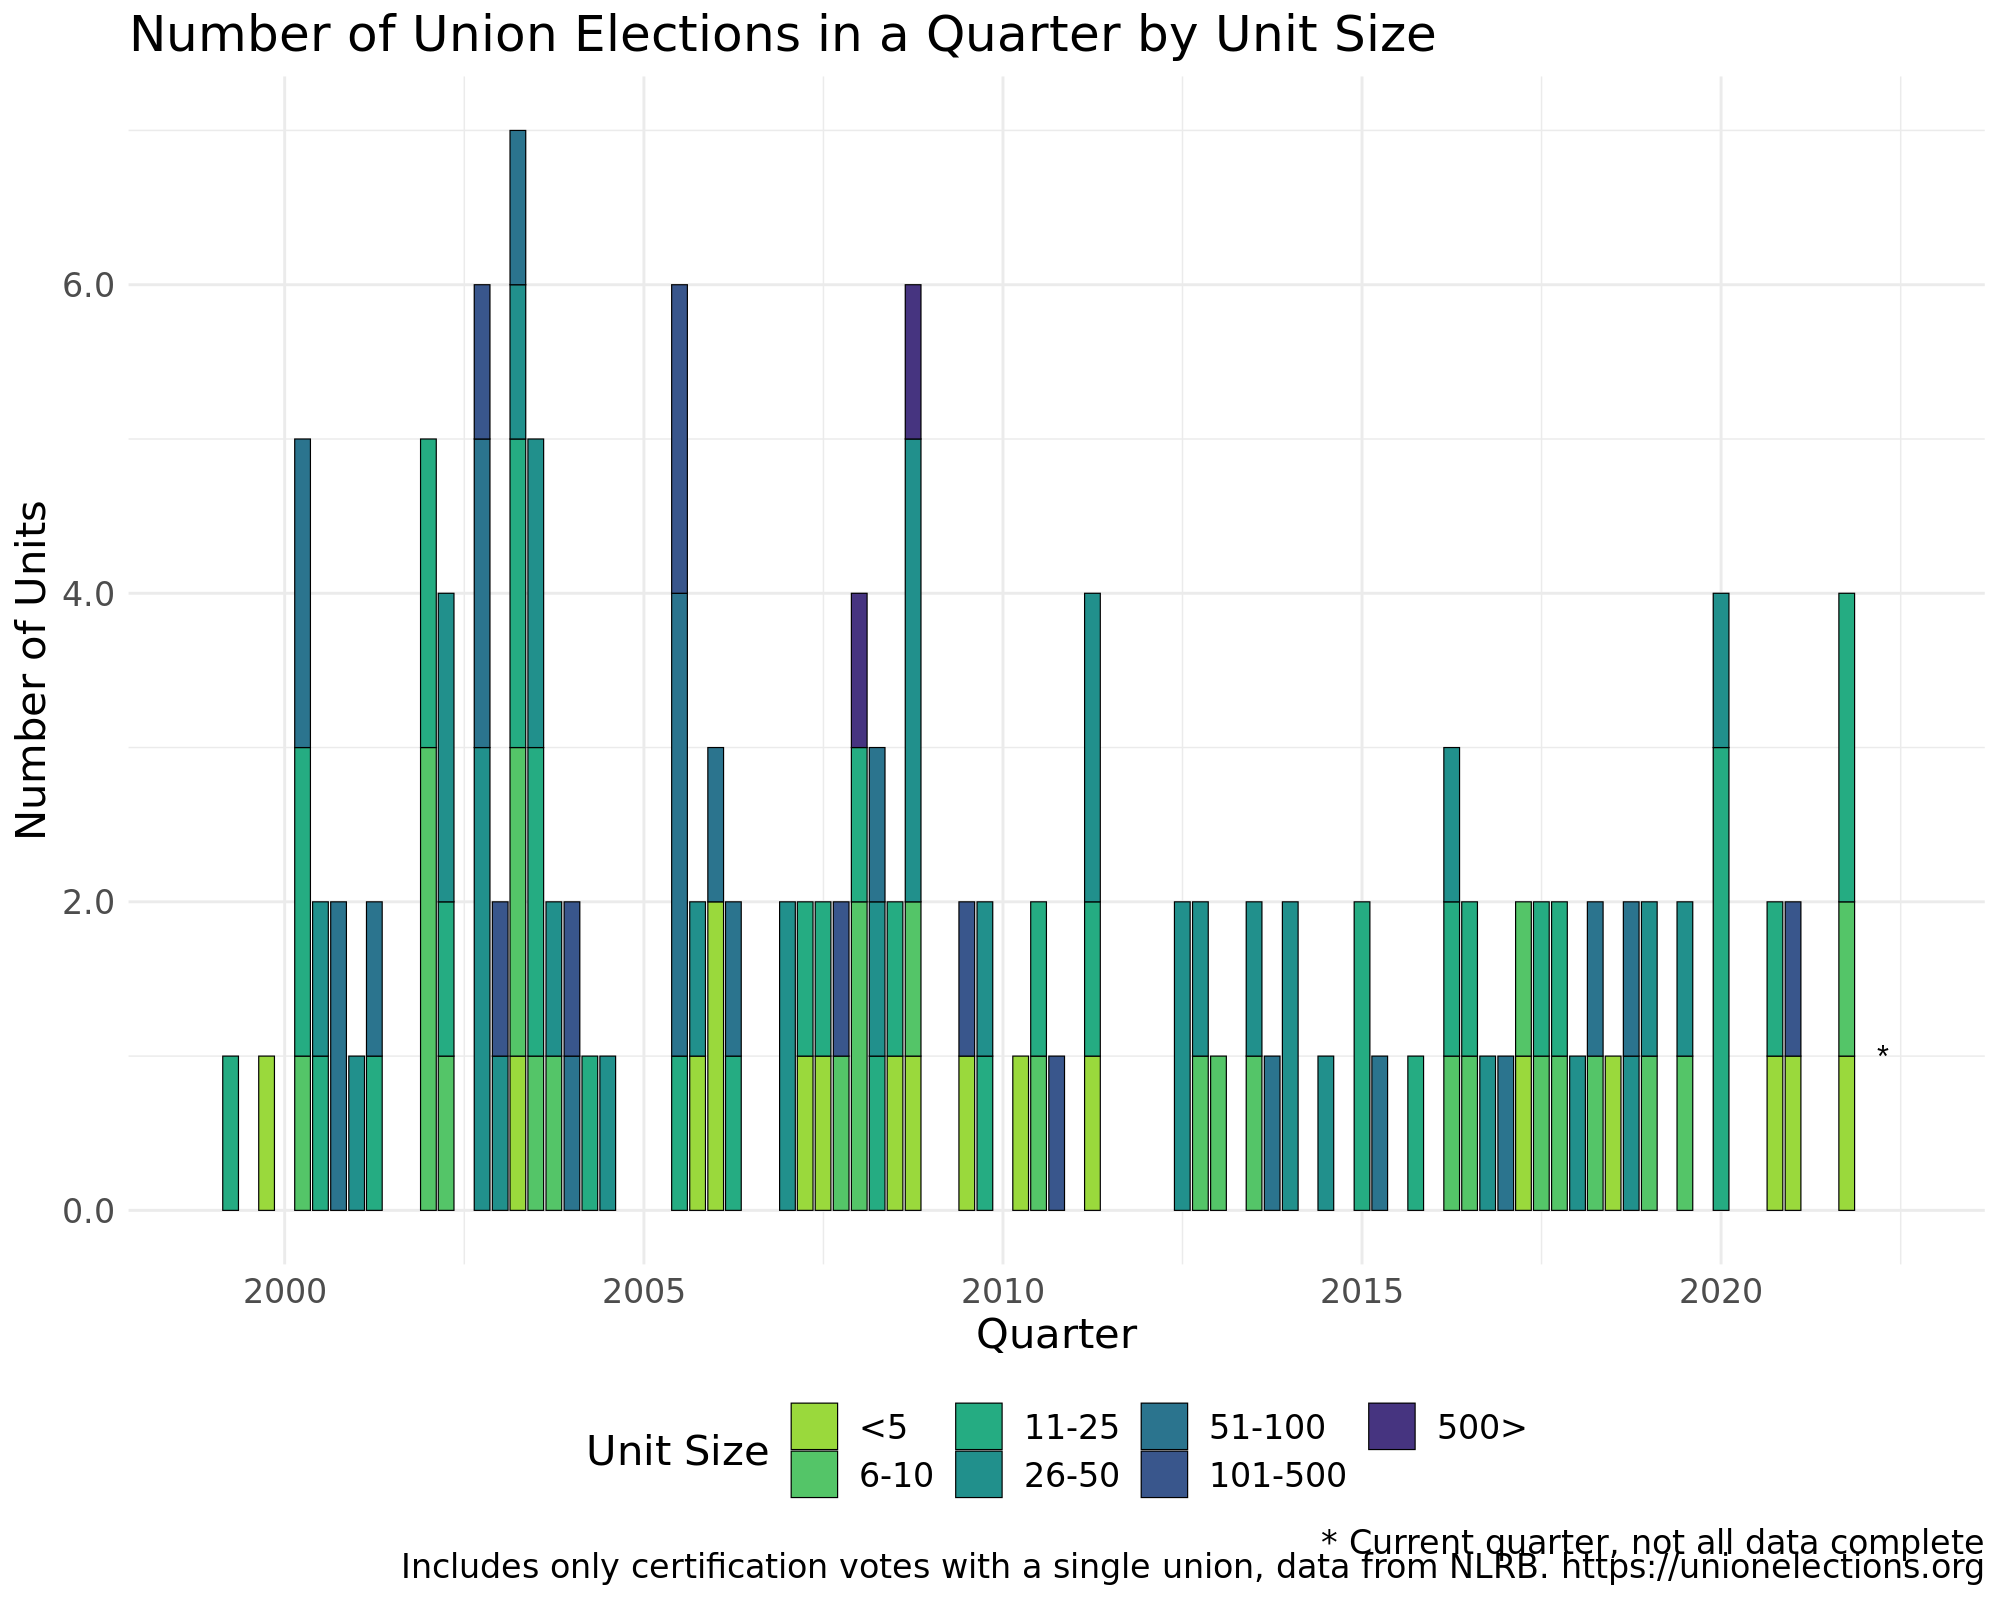 Number of Union Elections in a Quarter by Unit Size
Number of Units
6.0
4.0
2.0
0.0
*
2000 2005 2010 2015 2020
Quarter
Unit Size
<5 11-25 51-100 500>
6-10 26-50 101-500
* Current quarter, not all data complete
Includes only certification votes with a single union, data from NLRB. https://unionelections.org